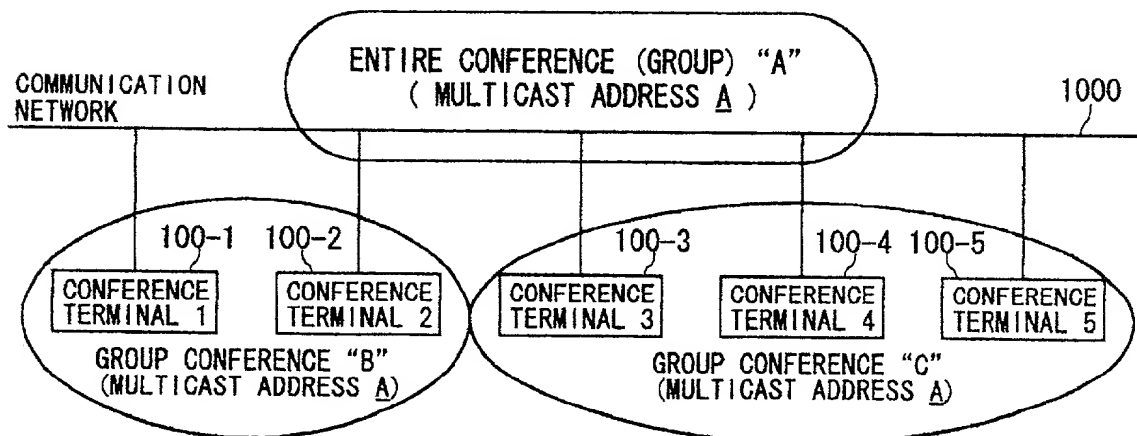 ENTIRE CONFERENCE (GROUP) “A”
( MULTICAST ADDRESS A )
COMMUNICATION
NETWORK
1000
100-1
100-2
100-3
100-4
100-5
CONFERENCE
TERMINAL 1
CONFERENCE
TERMINAL 2
CONFERENCE
TERMINAL 3
CONFERENCE
TERMINAL 4
CONFERENCE
TERMINAL 5
GROUP CONFERENCE “B”
(MULTICAST ADDRESS A)
GROUP CONFERENCE “C”
(MULTICAST ADDRESS A)